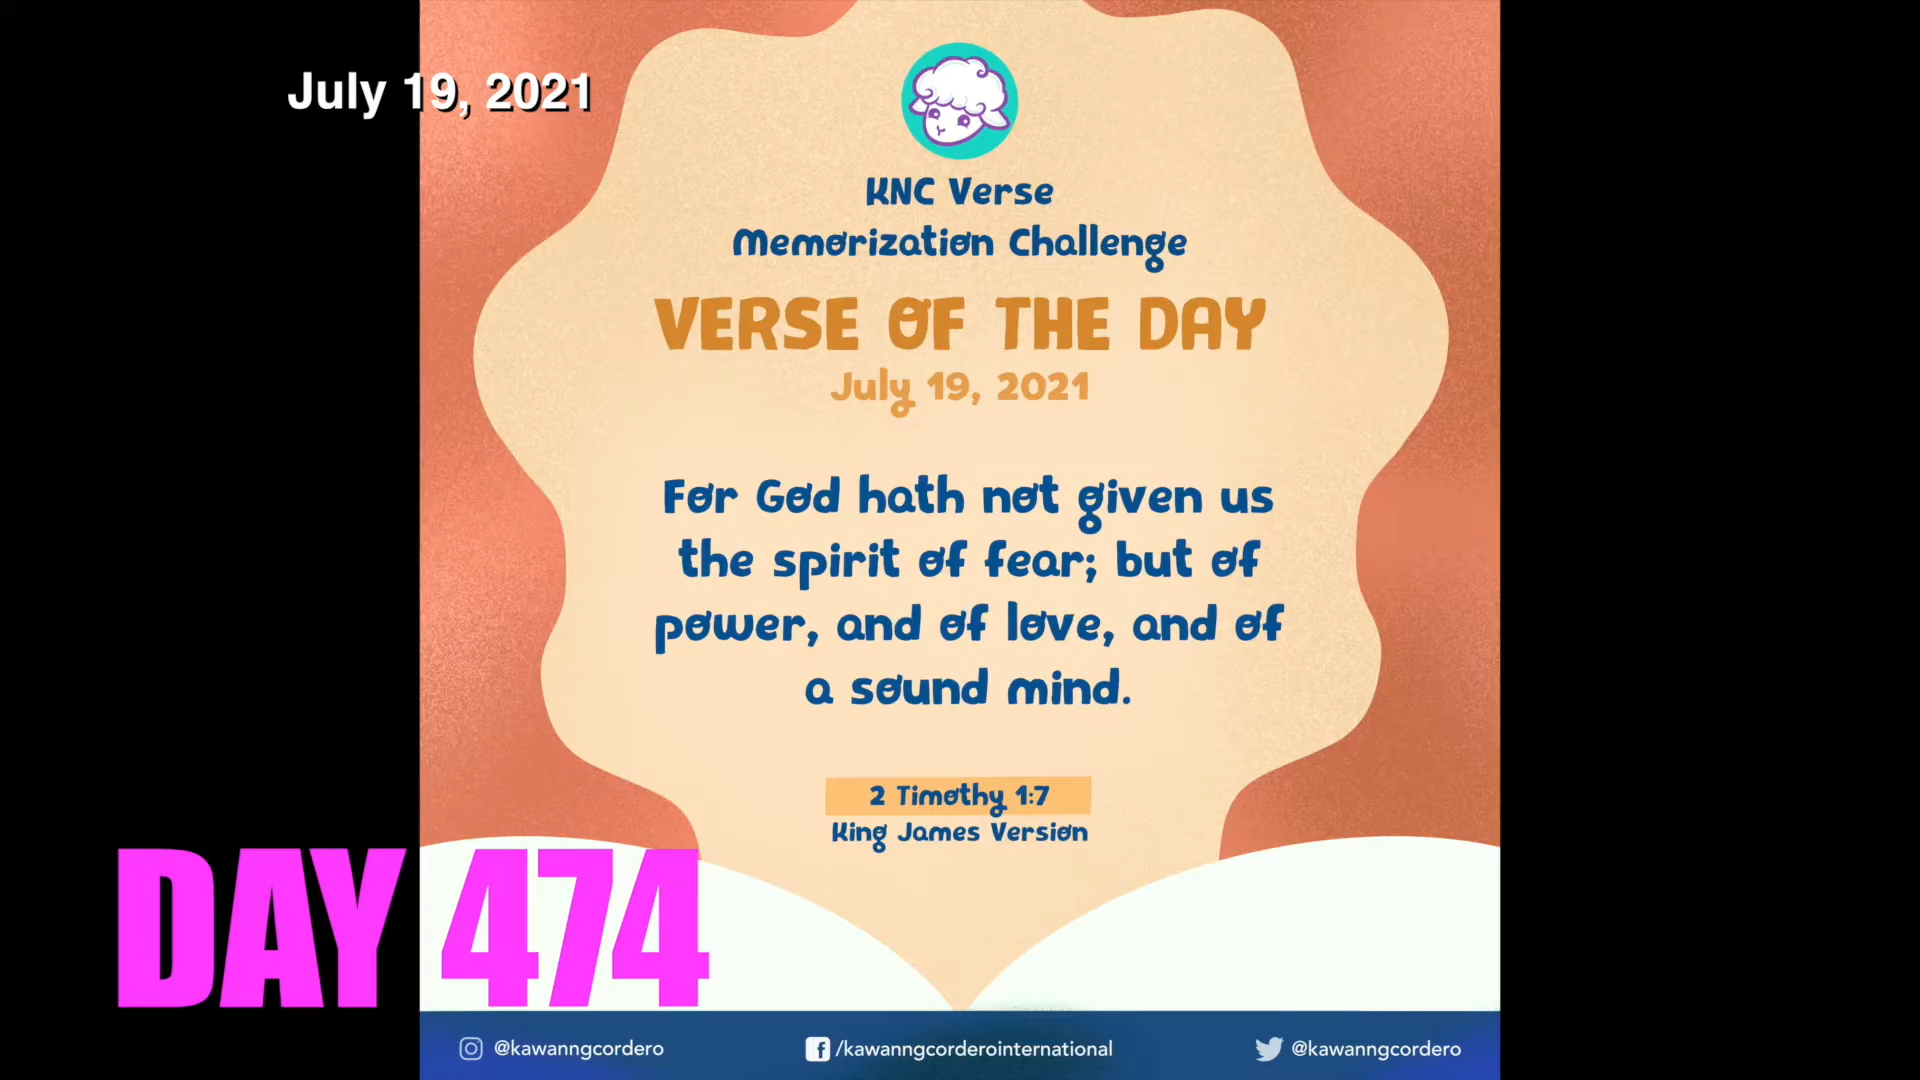 July 19, 2021
KNC Verse
Memorization Challenge
VERSE OF THE DAY
July 19, 2021
For God hath not given us
the spirit of fear; but of
power, and of love, and of
a sound mind.
2 Timothy 1:7
King James Version
DAY 474
@kawanngcordero
/kawanngcorderointernational
@kawanngcordero